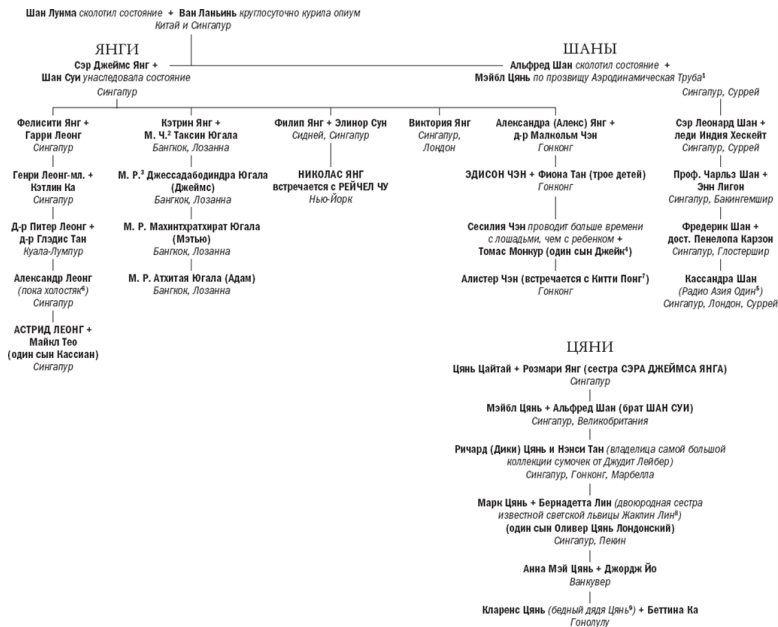 Шан Лунма сколотил состояние + Ван Ланьинь круглосуточно курила опиум
Китай и Сингапур
ЯНГИ
Сэр Джеймс Янг +
Шан Суи унаследовала состояние
Сингапур
ШАНЫ
Альфред Шан сколотил состояние +
Мэйбл Цянь по прозвищу Аэродинамическая Труба¹
Сингапур, Суррей
Фелисити Янг +
Гарри Леонг
Сингапур
Генри Леонг-мл. +
Кэтлин Ка
Сингапур
Д-р Питер Леонг +
д-р Глэдис Тан
Куала-Лумпур
Александр Леонг
(пока холостяк⁶)
Сингапур
АСТРИД ЛЕОНГ +
Майкл Тео
(один сын Кассиан)
Сингапур
Кэтрин Янг +
М. Ч.² Таксин Югала
Бангкок, Лозанна
М. Р.³ Джессадабодиндра Югала
(Джеймс)
Бангкок, Лозанна
М. Р. Махинтхратхират Югала
(Мэтью)
Бангкок, Лозанна
М. Р. Атхитая Югала (Адам)
Бангкок, Лозанна
Филип Янг + Элинор Сун
Сидней, Сингапур
НИКОЛАС ЯНГ
встречается с РЕЙЧЕЛ ЧУ
Нью-Йорк
Виктория Янг
Сингапур,
Лондон
Александра (Алекс) Янг +
д-р Малкольм Чэн
Гонконг
ЭДИСОН ЧЭН + Фиона Тан (трое детей)
Гонконг
Сесилия Чэн проводит больше времени
с лошадьми, чем с ребенком +
Томас Монкур (один сын Джейк⁴)
Гонконг
Алистер Чэн (встречается с Китти Понг⁷)
Гонконг
Сэр Леонард Шан +
леди Индия Хескейт
Сингапур, Суррей
Проф. Чарльз Шан +
Энн Лигон
Сингапур, Бакингемшир
Фредерик Шан +
дост. Пенелопа Карзон
Сингапур, Глостершир
Кассандра Шан
(Радио Азия Один⁵)
Сингапур, Лондон, Суррей
ЦЯНИ
Цянь Цайтай + Розмари Янг (сестра СЭРА ДЖЕЙМСА ЯНГА)
Сингапур
Мэйбл Цянь + Альфред Шан (брат ШАН СУИ)
Сингапур, Великобритания
Ричард (Дики) Цянь и Нэнси Тан (владелица самой большой
коллекции сумочек от Джудит Лейбер)
Сингапур, Гонконг, Марбелла
Марк Цянь + Бернадетта Лин (двоюродная сестра
известной светской львицы Жаклин Лин⁸)
(один сын Оливер Цянь Лондонский)
Сингапур, Пекин
Анна Мэй Цянь + Джордж Йо
Ванкувер
Кларенс Цянь (бедный дядя Цянь⁹) + Беттина Ка
Гонолулу